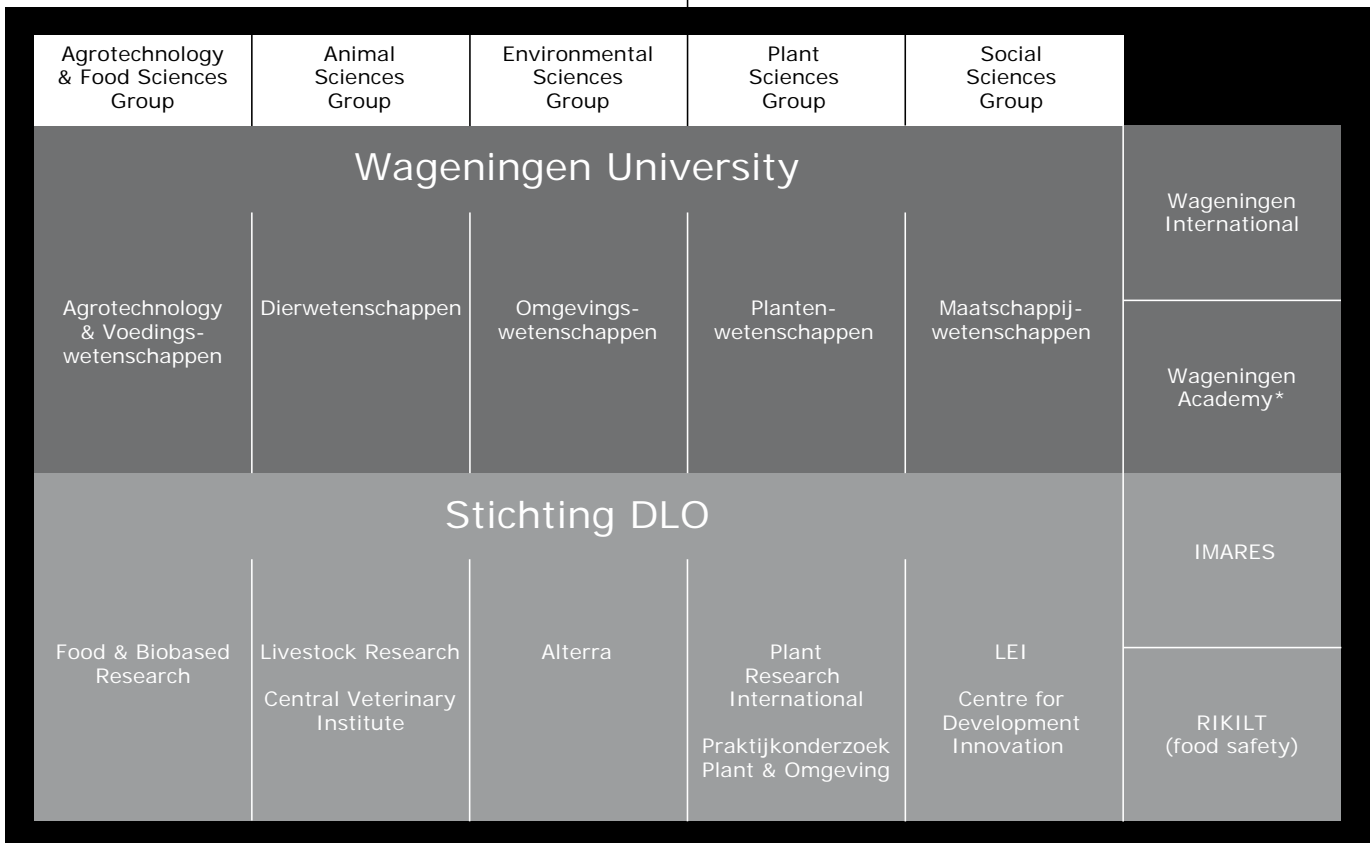 Agrotechnology
& Food Sciences
Group
Animal
Sciences
Group
Environmental
Sciences
Group
Plant
Sciences
Group
Social
Sciences
Group
Wageningen University
Agrotechnology
& Voedings-
wetenschappen
Dierwetenschappen
Omgevings-
wetenschappen
Planten-
wetenschappen
Maatschappij-
wetenschappen
Wageningen
International
Wageningen
Academy*
Stichting DLO
Food & Biobased
Research
Livestock Research
Central Veterinary
Institute
Alterra
Plant
Research
International
Praktijkonderzoek
Plant & Omgeving
LEI
Centre for
Development
Innovation
IMARES
RIKILT
(food safety)